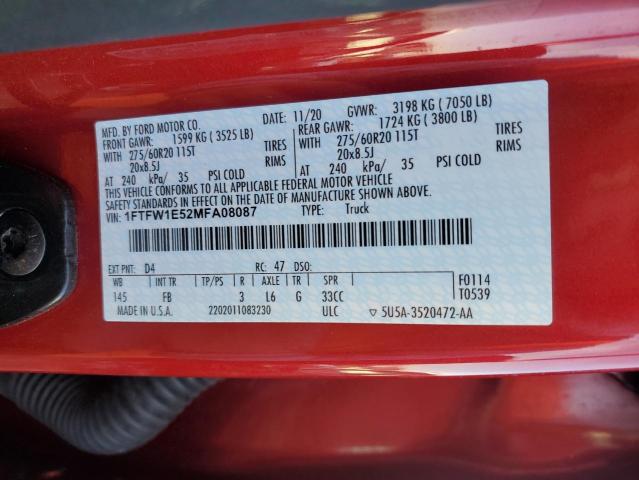 MFD. BY FORD MOTOR CO.
DATE: 11/20 GVWR: 3198 KG ( 7050 LB)
FRONT GAWR: 1599 KG ( 3525 LB) REAR GAWR: 1724 KG ( 3800 LB)
WITH 275/60R20 115T TIRES WITH 275/60R20 115T TIRES
20x8.5J RIMS 20x8.5J RIMS
AT 240 kPa/ 35 PSI COLD AT 240 kPa/ 35 PSI COLD
THIS VEHICLE CONFORMS TO ALL APPLICABLE FEDERAL MOTOR VEHICLE
SAFETY STANDARDS IN EFFECT ON THE DATE OF MANUFACTURE SHOWN ABOVE.
VIN: 1FTFW1E52MFA08087 TYPE: Truck
EXT PNT: D4 RC: 47 DSO:
WB INT TR TP/PS R AXLE TR SPR
145 FB 3 L6 G 33CC
F0114
T0539
MADE IN U.S.A. 2202011083230 ULC ▽ 5U5A-3520472-AA